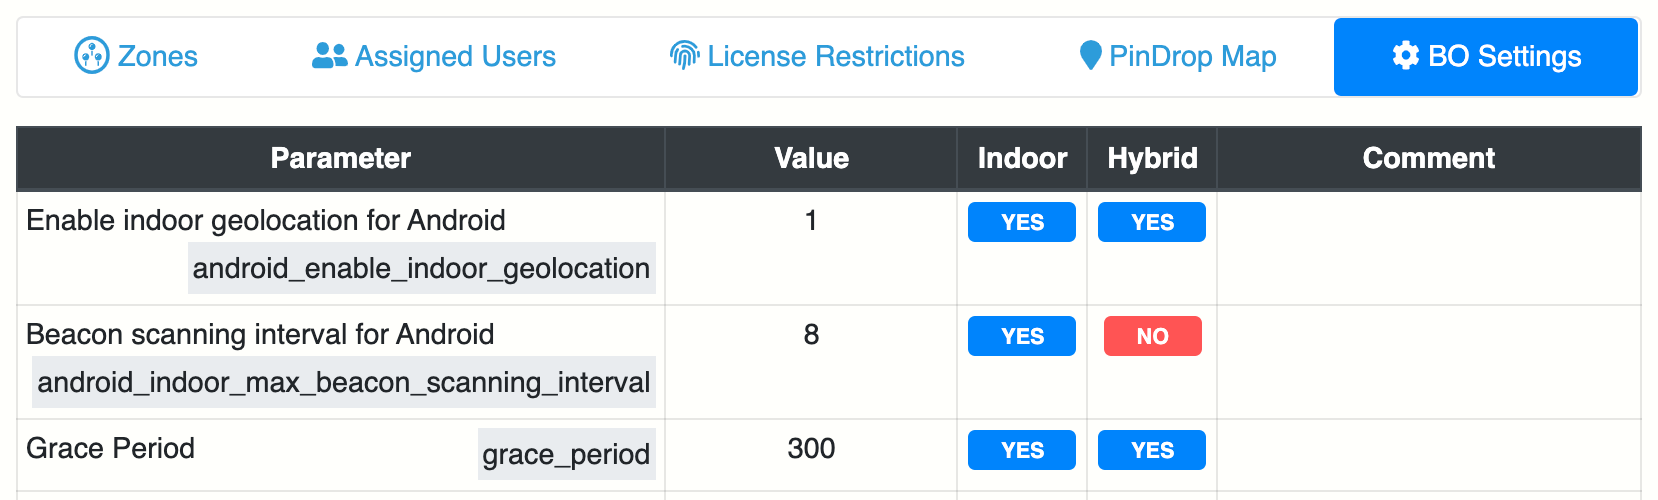 Zones Assigned Users License Restrictions PinDrop Map BO Settings
Parameter Value Indoor Hybrid Comment
Enable indoor geolocation for Android 1 YES YES
android_enable_indoor_geolocation
Beacon scanning interval for Android 8 YES NO
android_indoor_max_beacon_scanning_interval
Grace Period grace_period 300 YES YES